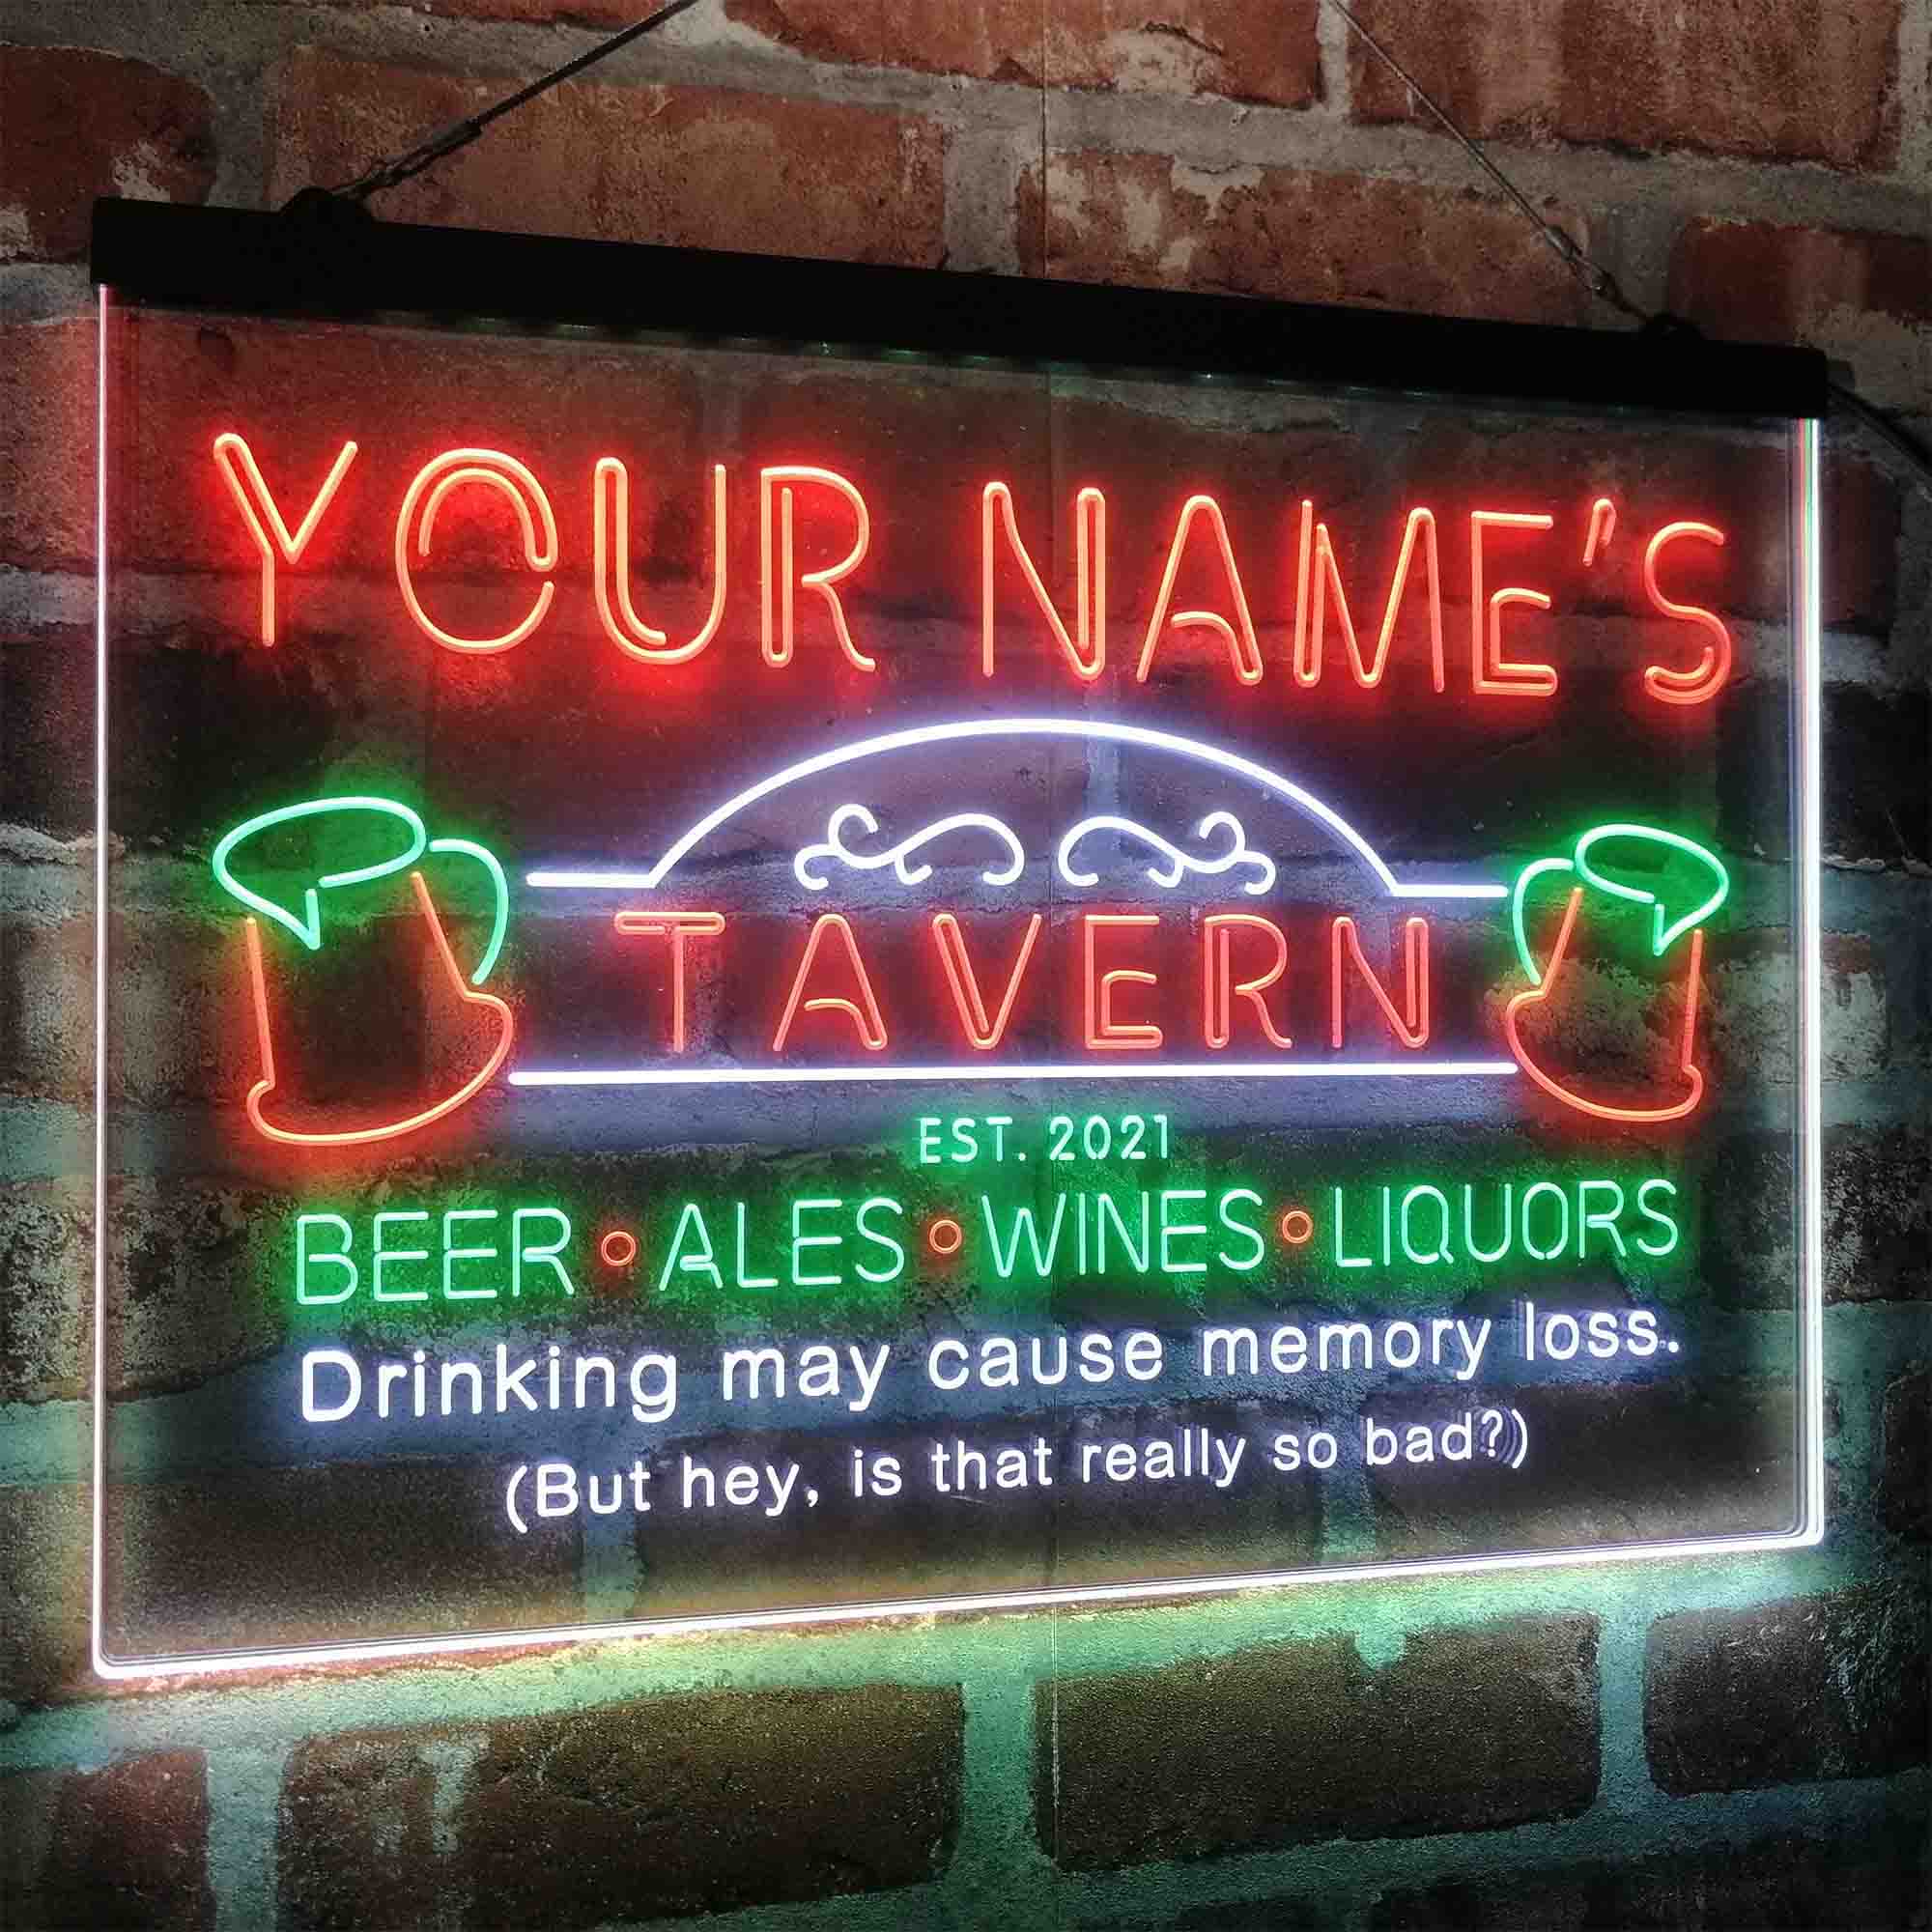 YOUR NAME'S
TAVERN
EST. 2021
BEER • ALES • WINES • LIQUORS
Drinking may cause memory loss.
(But hey, is that really so bad?)